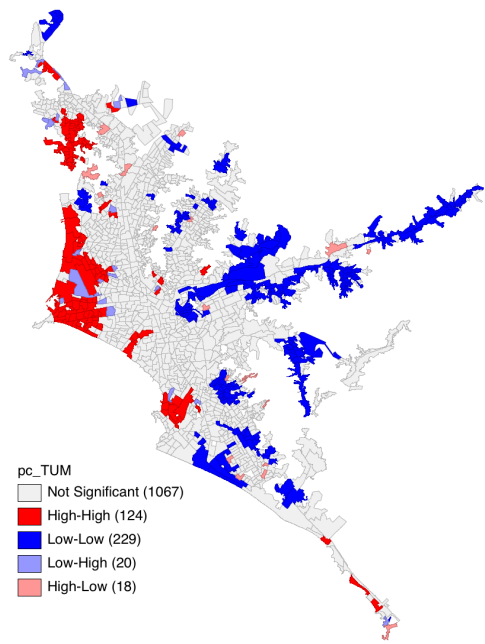 pc_TUM
Not Significant (1067)
High-High (124)
Low-Low (229)
Low-High (20)
High-Low (18)